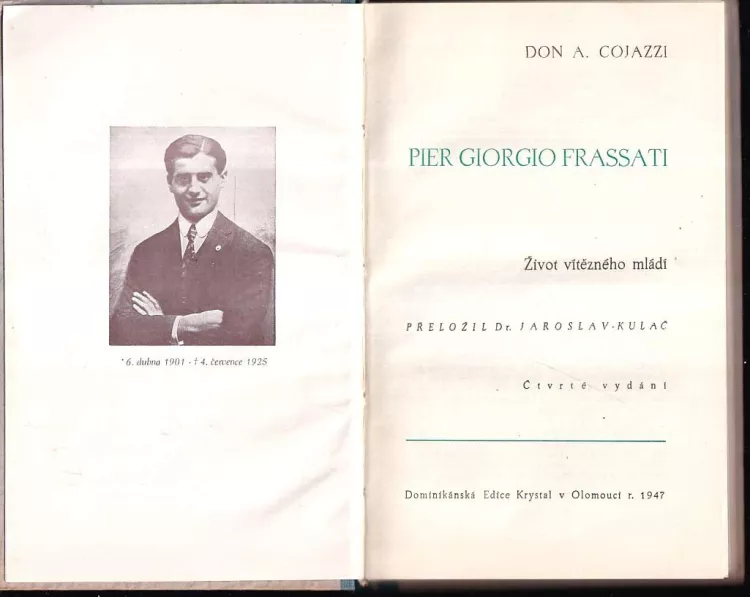 *6. dubna 1901 - † 4. července 1925
DON A. COJAZZI
PIER GIORGIO FRASSATI
Život vítězného mládí
PŘELOŽIL Dr. JAROSLAV-KULAČ
Čtvrté vydání
Dominikánská Edice Krystal v Olomouci r. 1947